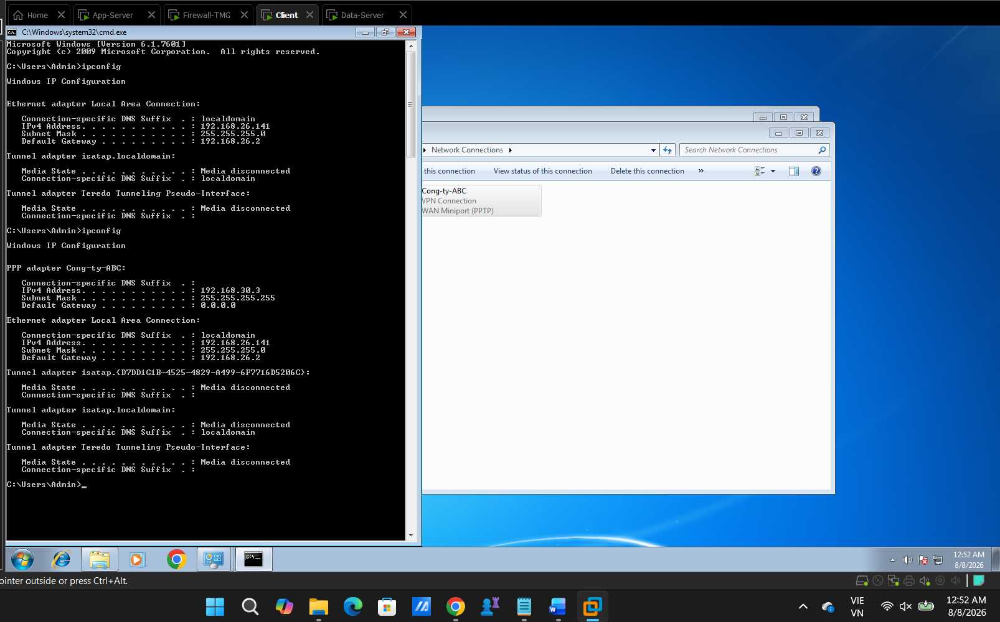 Home
App-Server
Firewall-TMG
Client
Data-Server
C:\Windows\system32\cmd.exe
Microsoft Windows [Version 6.1.7601]
Copyright (c) 2009 Microsoft Corporation.  All rights reserved.
C:\Users\Admin>ipconfig
Windows IP Configuration
Ethernet adapter Local Area Connection:
Connection-specific DNS Suffix  . : localdomain
IPv4 Address. . . . . . . . . . . : 192.168.26.141
Subnet Mask . . . . . . . . . . . : 255.255.255.0
Default Gateway . . . . . . . . . : 192.168.26.2
Tunnel adapter isatap.localdomain:
Media State . . . . . . . . . . . : Media disconnected
Connection-specific DNS Suffix  . : localdomain
Tunnel adapter Teredo Tunneling Pseudo-Interface:
Media State . . . . . . . . . . . : Media disconnected
Connection-specific DNS Suffix  . :
C:\Users\Admin>ipconfig
Windows IP Configuration
PPP adapter Cong-ty-ABC:
Connection-specific DNS Suffix  . :
IPv4 Address. . . . . . . . . . . : 192.168.30.3
Subnet Mask . . . . . . . . . . . : 255.255.255.255
Default Gateway . . . . . . . . . : 0.0.0.0
Ethernet adapter Local Area Connection:
Connection-specific DNS Suffix  . : localdomain
IPv4 Address. . . . . . . . . . . : 192.168.26.141
Subnet Mask . . . . . . . . . . . : 255.255.255.0
Default Gateway . . . . . . . . . : 192.168.26.2
Tunnel adapter isatap.{D7DD1C1B-4525-4829-A499-6F7716D5206C}:
Media State . . . . . . . . . . . : Media disconnected
Connection-specific DNS Suffix  . :
Tunnel adapter isatap.localdomain:
Media State . . . . . . . . . . . : Media disconnected
Connection-specific DNS Suffix  . : localdomain
Tunnel adapter Teredo Tunneling Pseudo-Interface:
Media State . . . . . . . . . . . : Media disconnected
Connection-specific DNS Suffix  . :
C:\Users\Admin>_
Network Connections
Search Network Connections
this connection
View status of this connection
Delete this connection
»
Cong-ty-ABC
VPN Connection
WAN Miniport (PPTP)
12:52 AM
8/8/2026
ointer outside or press Ctrl+Alt.
VIE
VN
12:52 AM
8/8/2026